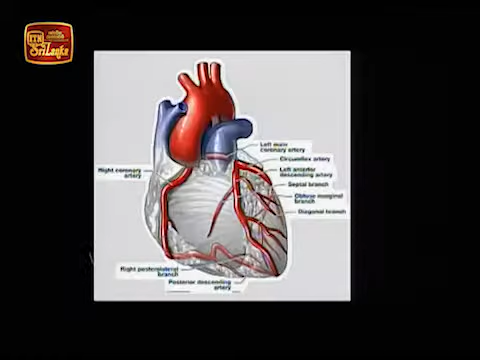 ITN
Sri Lanka
Left main
coronary artery
Circumflex artery
Left anterior
descending artery
Septal branch
Obtuse marginal
branch
Diagonal branch
Right coronary
artery
Right posterolateral
branch
Posterior descending
artery